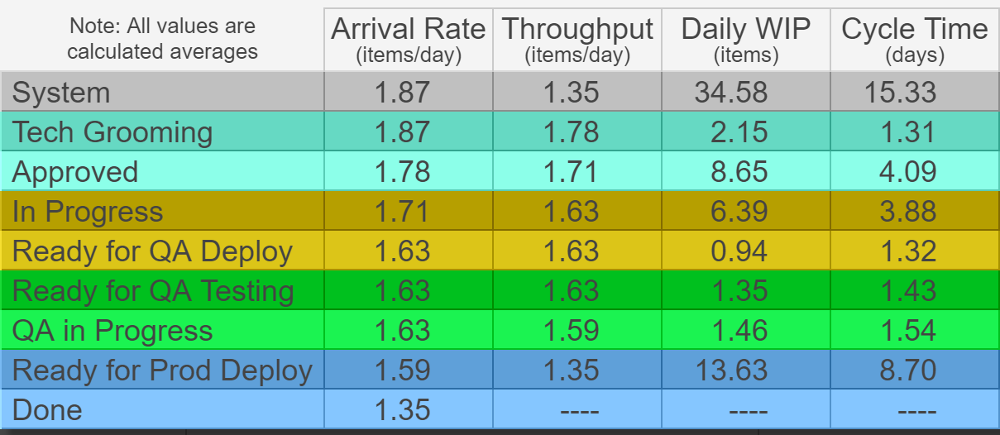 Note: All values are calculated averages
Arrival Rate (items/day) Throughput (items/day) Daily WIP (items) Cycle Time (days)
System 1.87 1.35 34.58 15.33
Tech Grooming 1.87 1.78 2.15 1.31
Approved 1.78 1.71 8.65 4.09
In Progress 1.71 1.63 6.39 3.88
Ready for QA Deploy 1.63 1.63 0.94 1.32
Ready for QA Testing 1.63 1.63 1.35 1.43
QA in Progress 1.63 1.59 1.46 1.54
Ready for Prod Deploy 1.59 1.35 13.63 8.70
Done 1.35 ---- ---- ----